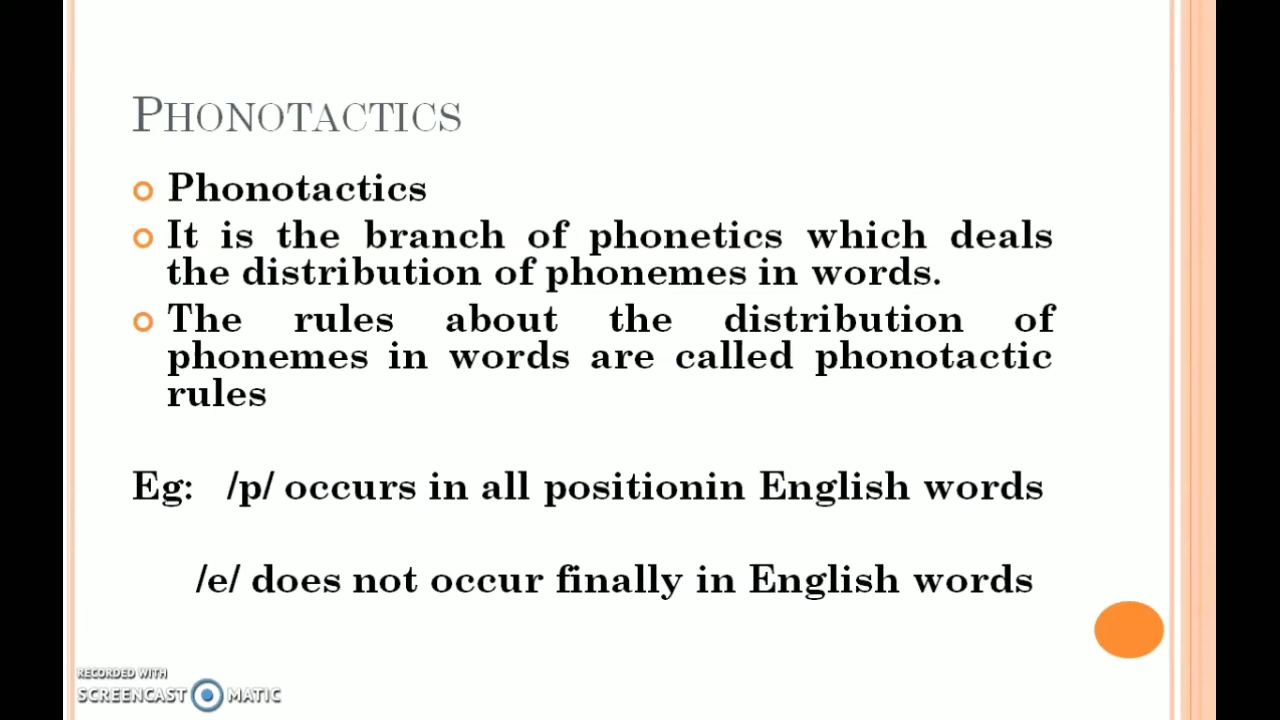 PHONOTACTICS
Phonotactics
It is the branch of phonetics which deals
the distribution of phonemes in words.
The rules about the distribution of
phonemes in words are called phonotactic
rules
Eg: /p/ occurs in all positionin English words
/e/ does not occur finally in English words
RECORDED WITH
SCREENCAST MATIC